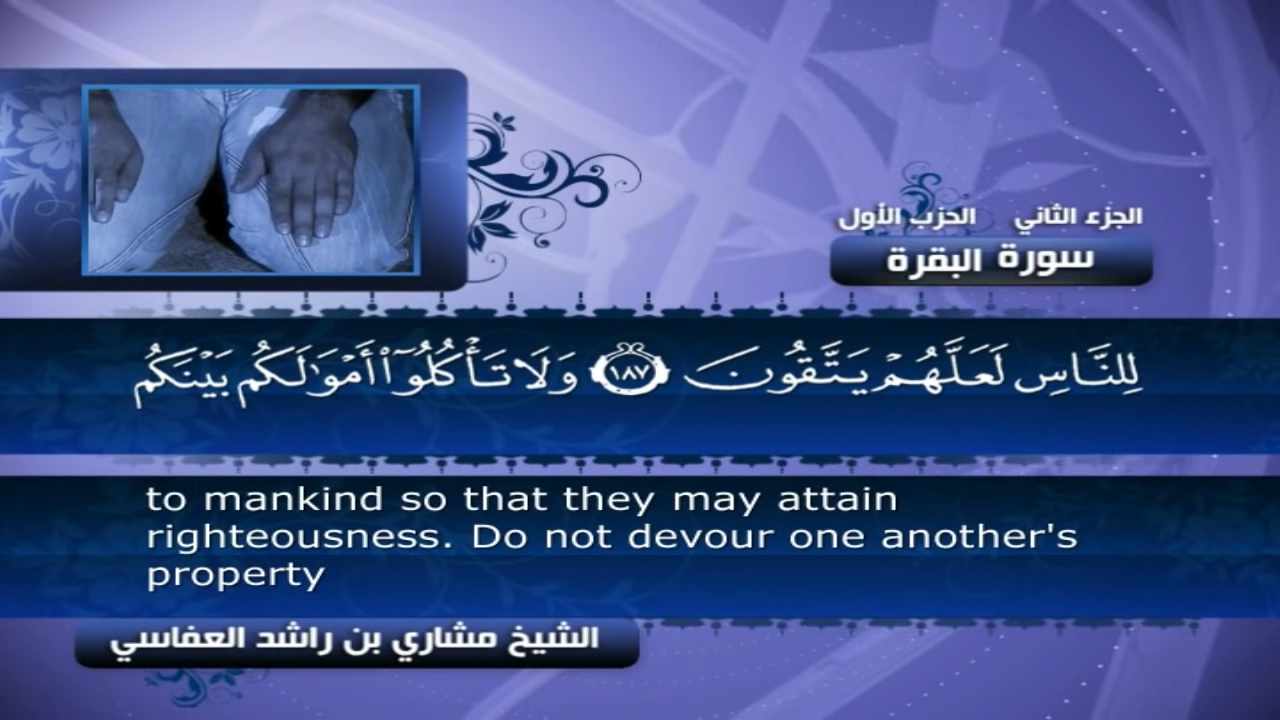 الجزء الثاني الحزب الأول
سورة البقرة
لِلنَّاسِ لَعَلَّهُمْ يَتَّقُونَ ١٨٧ وَلَا تَأْكُلُوٓا۟ أَمْوَٰلَكُم بَيْنَكُم
to mankind so that they may attain
righteousness. Do not devour one another's
property
الشيخ مشاري بن راشد العفاسي